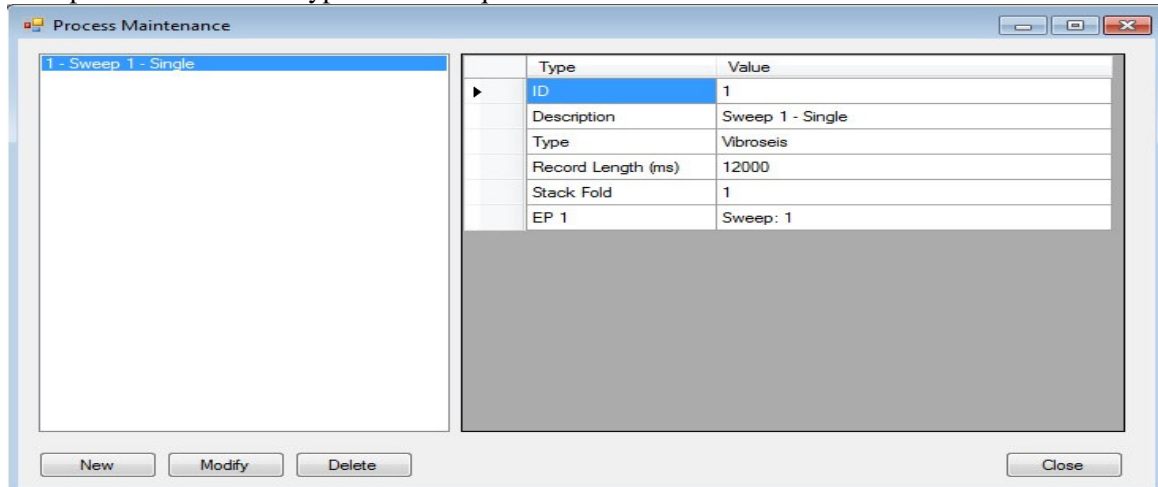 Process Maintenance
1 - Sweep 1 - Single
Type Value
ID 1
Description Sweep 1 - Single
Type Vibroseis
Record Length (ms) 12000
Stack Fold 1
EP 1 Sweep: 1
New Modify Delete Close